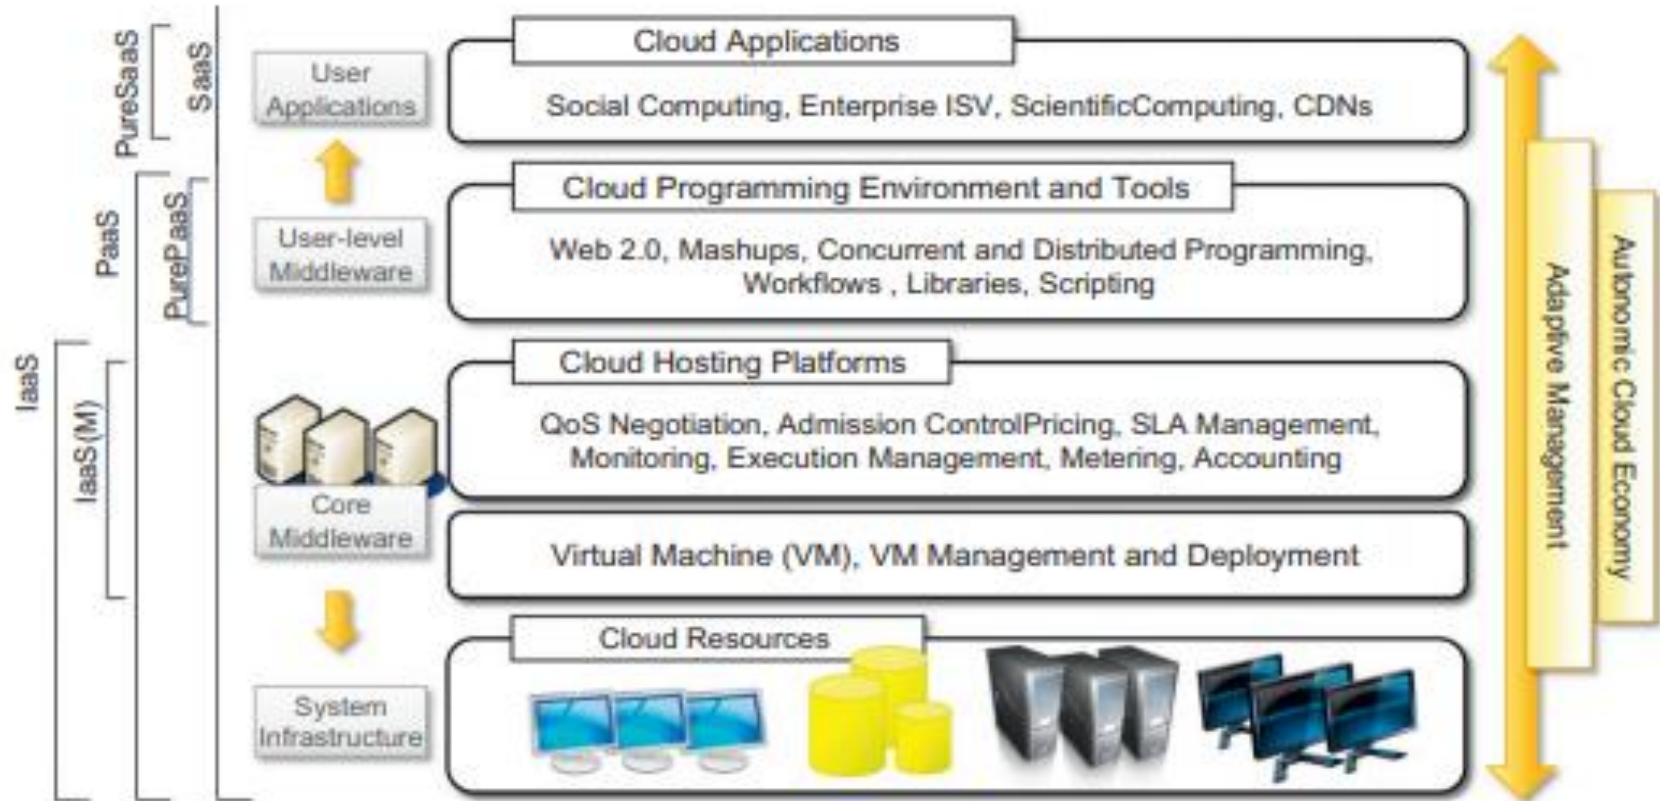 PureSaaS
SaaS
User
Applications
Cloud Applications
Social Computing, Enterprise ISV, ScientificComputing, CDNs
PaaS
PurePaaS
User-level
Middleware
Cloud Programming Environment and Tools
Web 2.0, Mashups, Concurrent and Distributed Programming,
Workflows , Libraries, Scripting
IaaS
IaaS(M)
Core
Middleware
Cloud Hosting Platforms
QoS Negotiation, Admission ControlPricing, SLA Management,
Monitoring, Execution Management, Metering, Accounting
Virtual Machine (VM), VM Management and Deployment
System
Infrastructure
Cloud Resources
Adaptive Management
Autonomic Cloud Economy